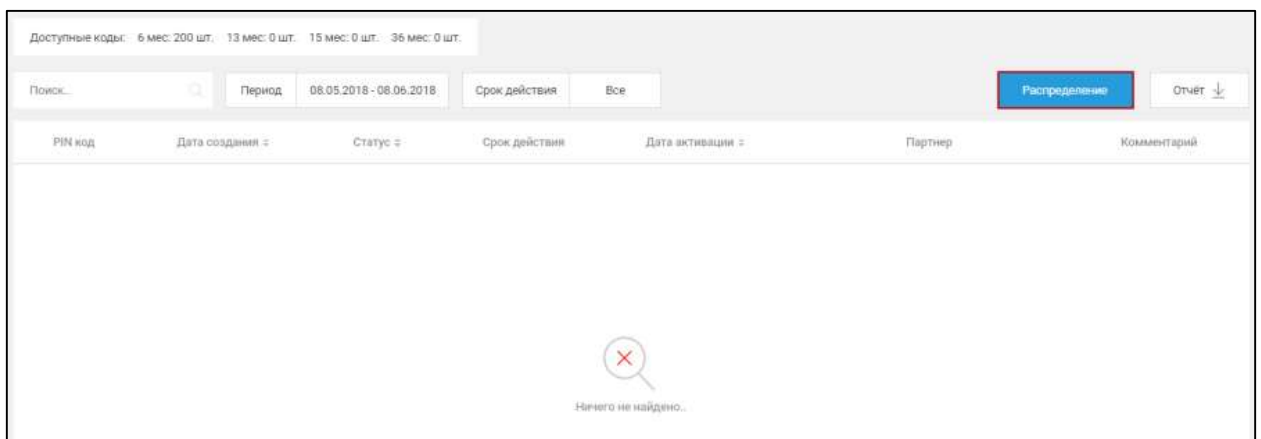 Доступные коды: 6 мес: 200 шт. 13 мес: 0 шт. 15 мес: 0 шт. 36 мес: 0 шт.
Поиск... Период 08.05.2018 - 08.06.2018 Срок действия Все Распределение Отчёт
PIN код Дата создания Статус Срок действия Дата активации Партнер Комментарий
Ничего не найдено..